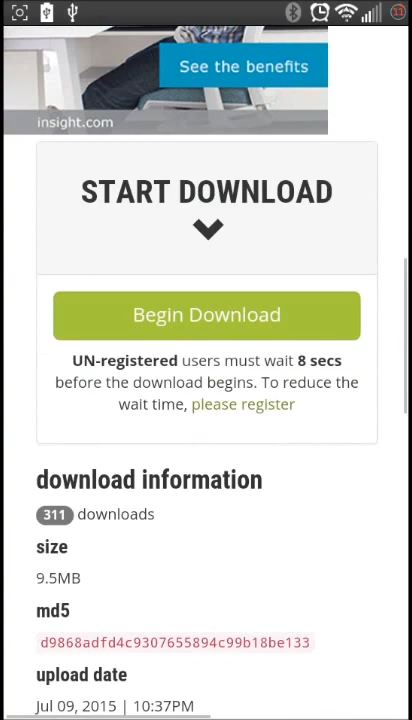 See the benefits
insight.com
START DOWNLOAD
Begin Download
UN-registered users must wait 8 secs
before the download begins. To reduce the
wait time, please register
download information
311 downloads
size
9.5MB
md5
d9868adfd4c9307655894c99b18be133
upload date
Jul 09, 2015 | 10:37PM